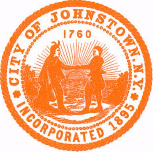 CITY OF JOHNSTOWN, N.Y.
1760
INCORPORATED 1895